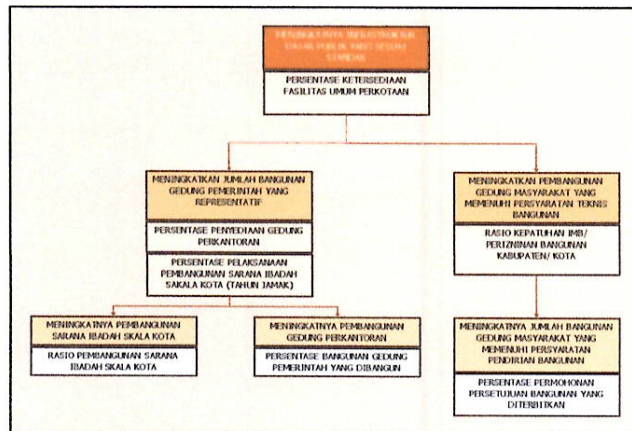 MENINGKATNYA INFRASTRUKTUR
DASAR PUBLIK YANG SESUAI
STANDAR
PERSENTASE KETERSEDIAAN
FASILITAS UMUM PERKOTAAN
MENINGKATKAN JUMLAH BANGUNAN
GEDUNG PEMERINTAH YANG
REPRESENTATIF
PERSENTASE PENYEDIAAN GEDUNG
PERKANTORAN
PERSENTASE PELAKSANAAN
PEMBANGUNAN SARANA IBADAH
SAKALA KOTA (TAHUN JAMAK)
MENINGKATKAN PEMBANGUNAN
GEDUNG MASYARAKAT YANG
MEMENUHI PERSYARATAN TEKNIS
BANGUNAN
RASIO KEPATUHAN IMB/
PERIZNINAN BANGUNAN
KABUPATEN/ KOTA
MENINGKATNYA PEMBANGUNAN
SARANA IBADAH SKALA KOTA
RASIO PEMBANGUNAN SARANA
IBADAH SKALA KOTA
MENINGKATNYA PEMBANGUNAN
GEDUNG PERKANTORAN
PERSENTASE BANGUNAN GEDUNG
PEMERINTAH YANG DIBANGUN
MENINGKATNYA JUMLAH BANGUNAN
GEDUNG MASYARAKAT YANG
MEMENUHI PERSYARATAN
PENDIRIAN BANGUNAN
PERSENTASE PERMOHONAN
PERSETUJUAN BANGUNAN YANG
DITERBITKAN